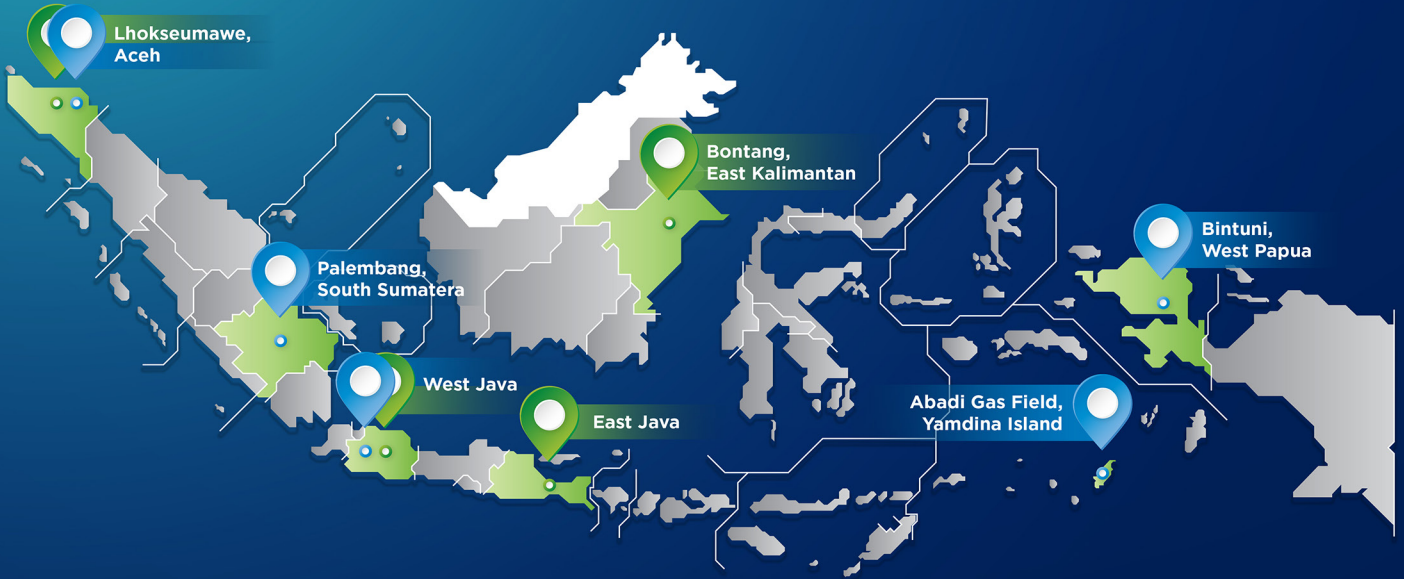 Lhokseumawe,
Aceh
Bontang,
East Kalimantan
Bintuni,
West Papua
Palembang,
South Sumatera
West Java
East Java
Abadi Gas Field,
Yamdina Island